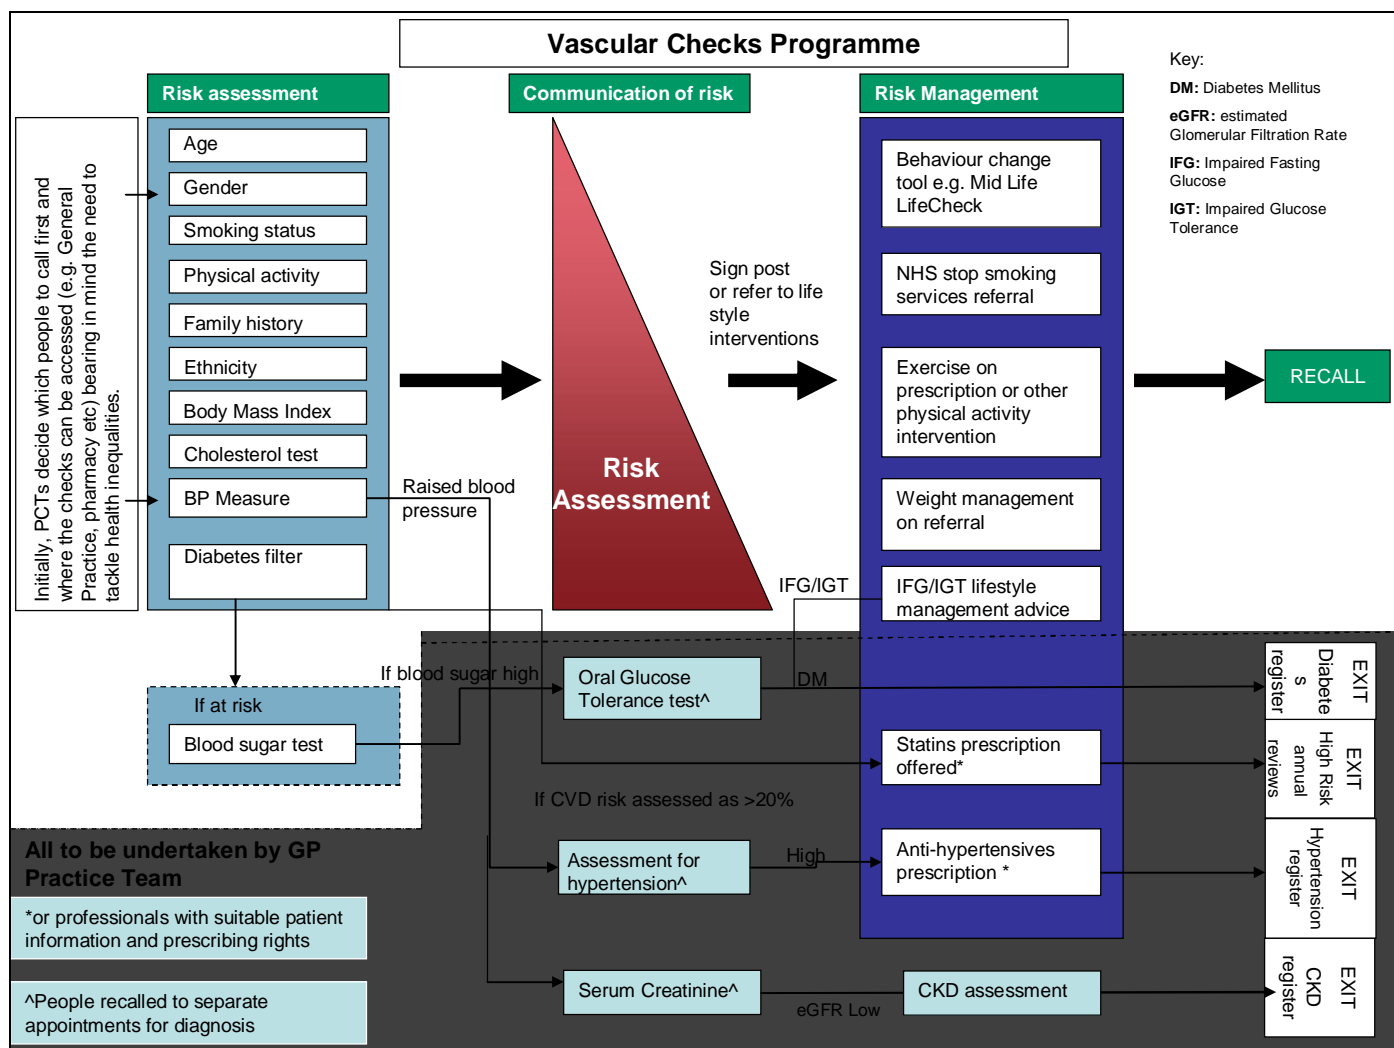 Vascular Checks Programme
Key:
DM: Diabetes Mellitus
eGFR: estimated
Glomerular Filtration Rate
IFG: Impaired Fasting
Glucose
IGT: Impaired Glucose
Tolerance
Risk assessment
Communication of risk
Risk Management
Initially, PCTs decide which people to call first and
where the checks can be accessed (e.g. General
Practice, pharmacy etc) bearing in mind the need to
tackle health inequalities.
Age
Gender
Smoking status
Physical activity
Family history
Ethnicity
Body Mass Index
Cholesterol test
BP Measure
Diabetes filter
Raised blood
pressure
Risk
Assessment
Sign post
or refer to life
style
interventions
Behaviour change
tool e.g. Mid Life
LifeCheck
NHS stop smoking
services referral
Exercise on
prescription or other
physical activity
intervention
Weight management
on referral
IFG/IGT
IFG/IGT lifestyle
management advice
RECALL
If at risk
Blood sugar test
If blood sugar high
Oral Glucose
Tolerance test^
DM
EXIT
Diabete
s
register
Statins prescription
offered*
EXIT
High Risk
annual
reviews
If CVD risk assessed as >20%
Assessment for
hypertension^
High
Anti-hypertensives
prescription *
EXIT
Hypertension
register
Serum Creatinine^
eGFR Low
CKD assessment
EXIT
CKD
register
All to be undertaken by GP
Practice Team
*or professionals with suitable patient
information and prescribing rights
^People recalled to separate
appointments for diagnosis